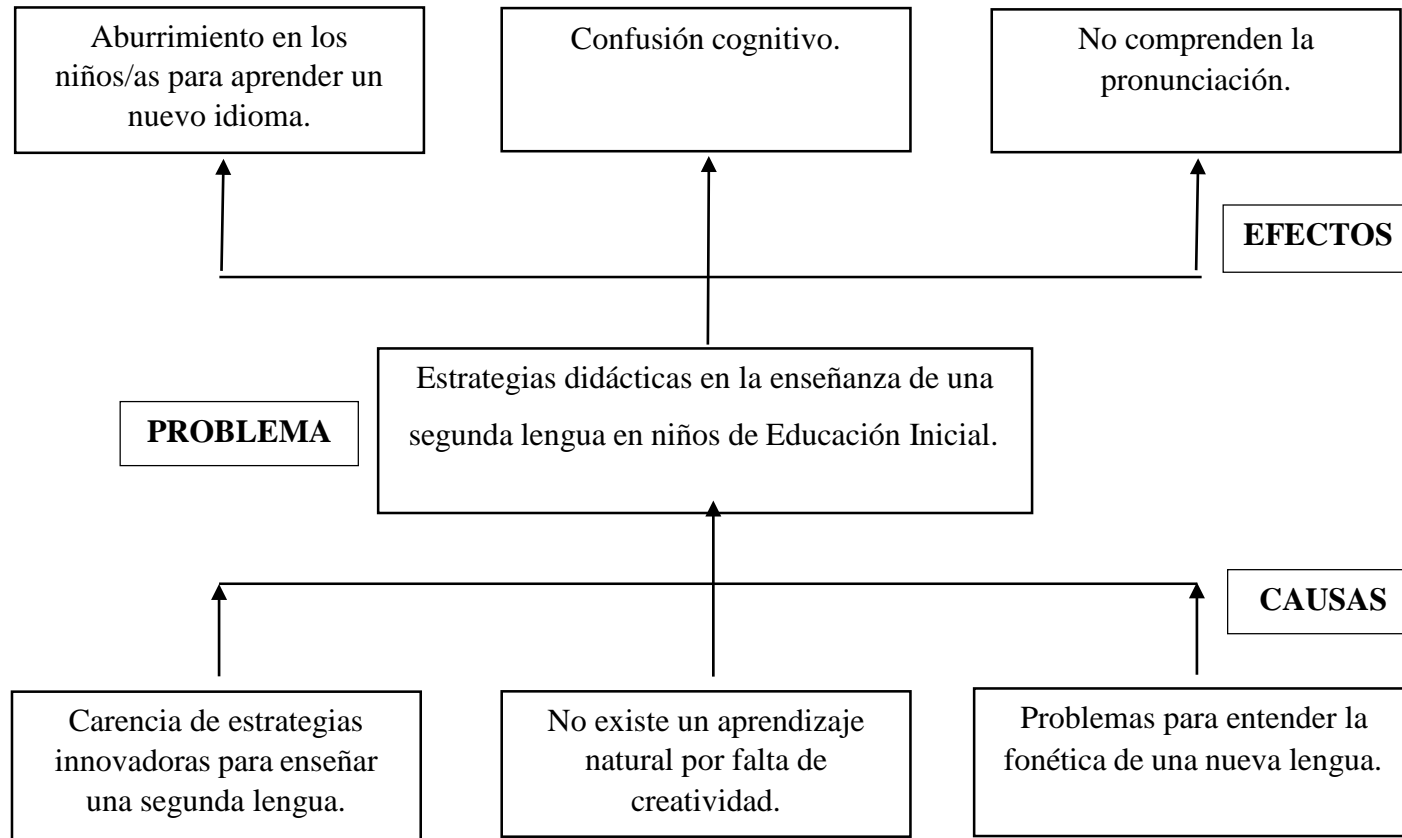 Aburrimiento en los
niños/as para aprender un
nuevo idioma.
Confusión cognitivo.
No comprenden la
pronunciación.
EFECTOS
Estrategias didácticas en la enseñanza de una
segunda lengua en niños de Educación Inicial.
PROBLEMA
CAUSAS
Carencia de estrategias
innovadoras para enseñar
una segunda lengua.
No existe un aprendizaje
natural por falta de
creatividad.
Problemas para entender la
fonética de una nueva lengua.